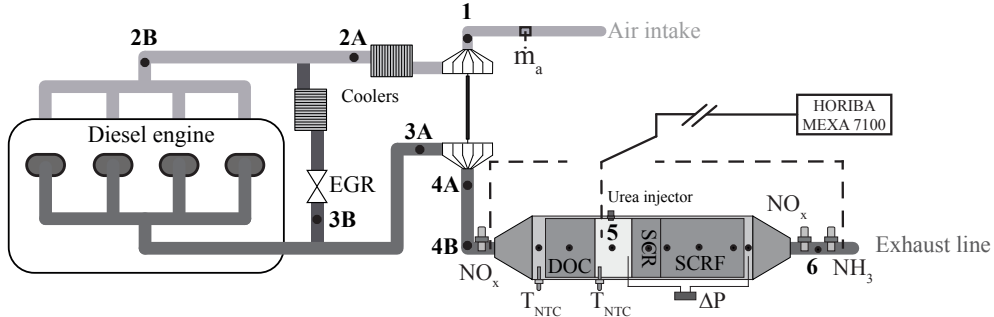 1
Air intake
ṁa
2B
2A
Coolers
HORIBA
MEXA 7100
Diesel engine
3A
EGR
4A
3B
Urea injector
NOx
5
4B
DOC
SCR
SCRF
Exhaust line
NOx
6
NH3
TNTC
TNTC
ΔP